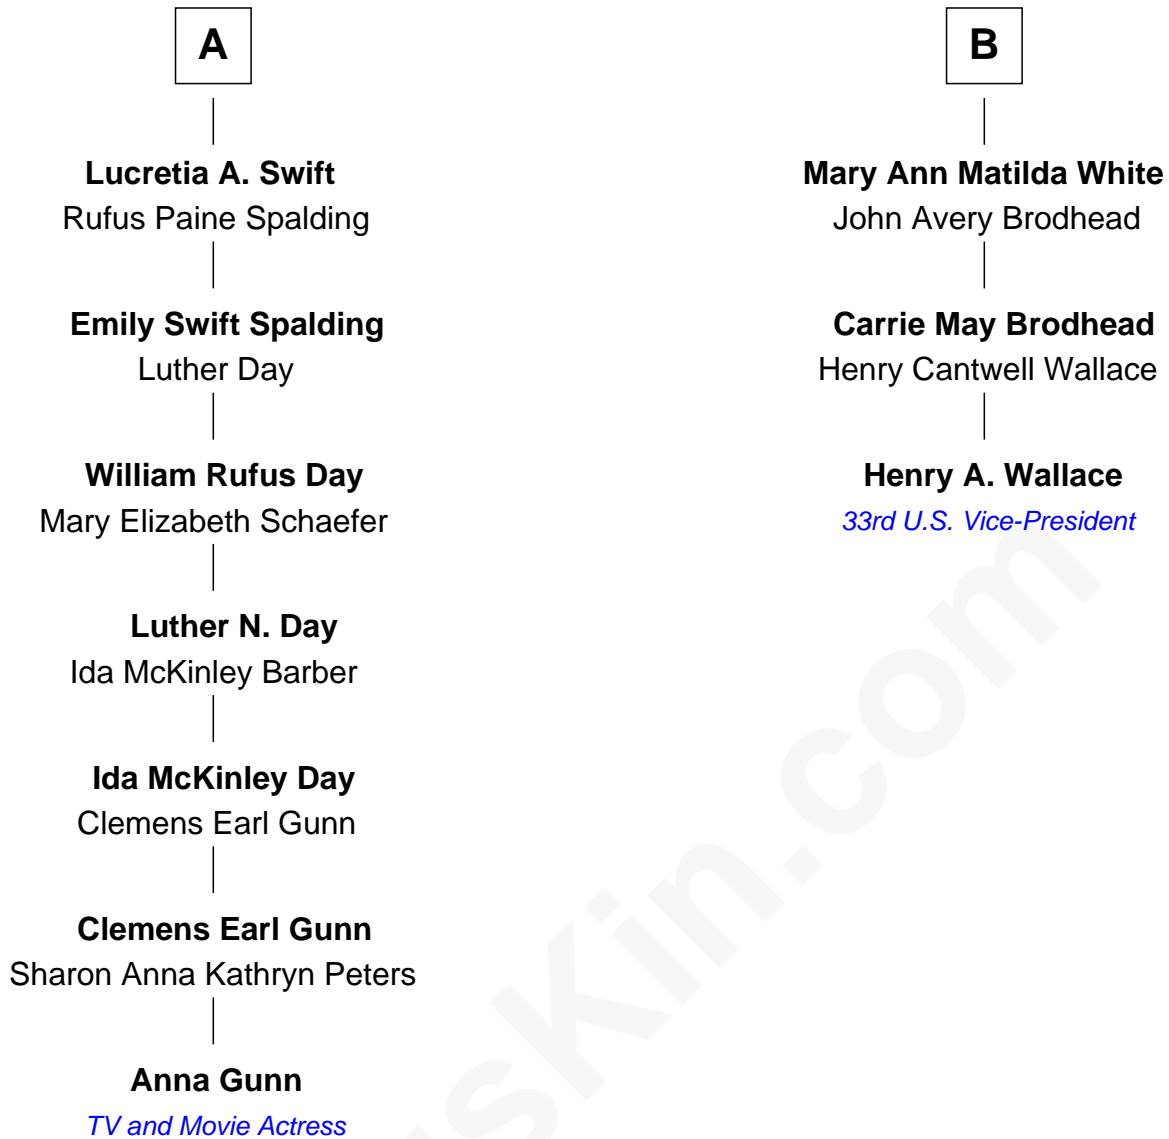 A
Lucretia A. Swift
Rufus Paine Spalding
Emily Swift Spalding
Luther Day
William Rufus Day
Mary Elizabeth Schaefer
Luther N. Day
Ida McKinley Barber
Ida McKinley Day
Clemens Earl Gunn
Clemens Earl Gunn
Sharon Anna Kathryn Peters
Anna Gunn
TV and Movie Actress
B
Mary Ann Matilda White
John Avery Brodhead
Carrie May Brodhead
Henry Cantwell Wallace
Henry A. Wallace
33rd U.S. Vice-President
usKin.com